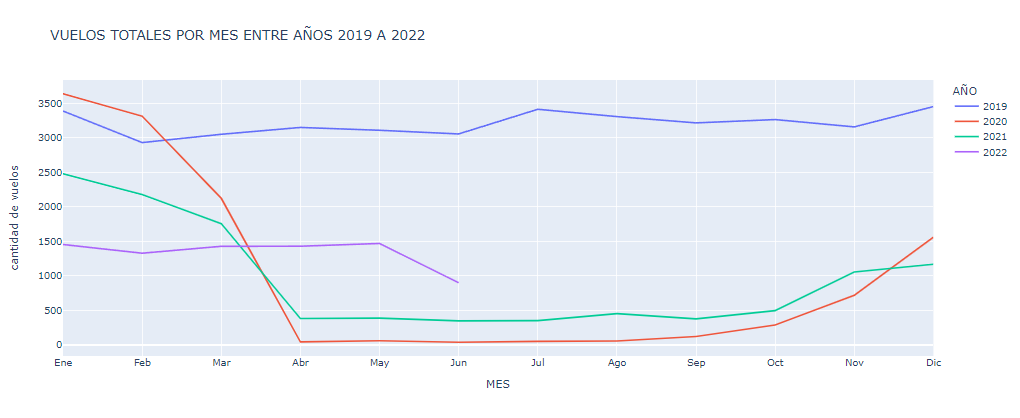 VUELOS TOTALES POR MES ENTRE AÑOS 2019 A 2022
AÑO
2019
2020
2021
2022
cantidad de vuelos
3500
3000
2500
2000
1500
1000
500
0
Ene Feb Mar Abr May Jun Jul Ago Sep Oct Nov Dic
MES